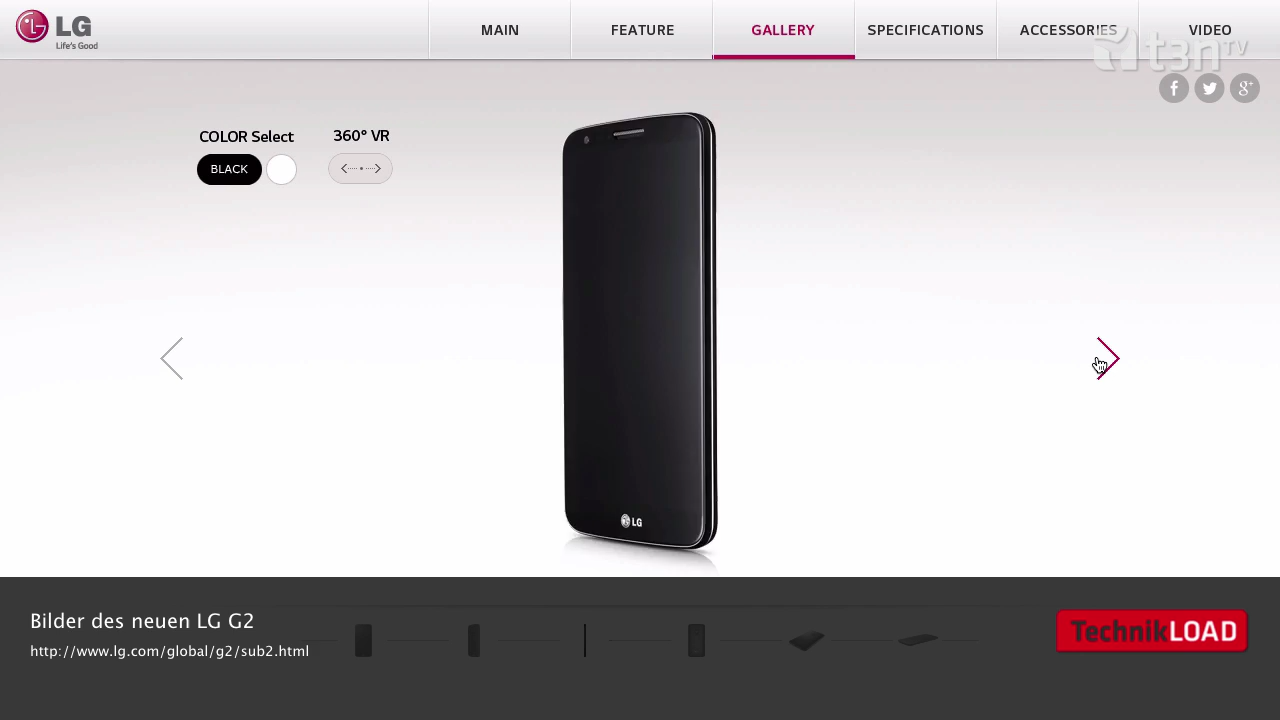 LG
Life's Good
MAIN
FEATURE
GALLERY
SPECIFICATIONS
ACCESSORIES
VIDEO
t3n TV
f
g+
COLOR Select
360° VR
BLACK
LG
Bilder des neuen LG G2
http://www.lg.com/global/g2/sub2.html
TechnikLOAD